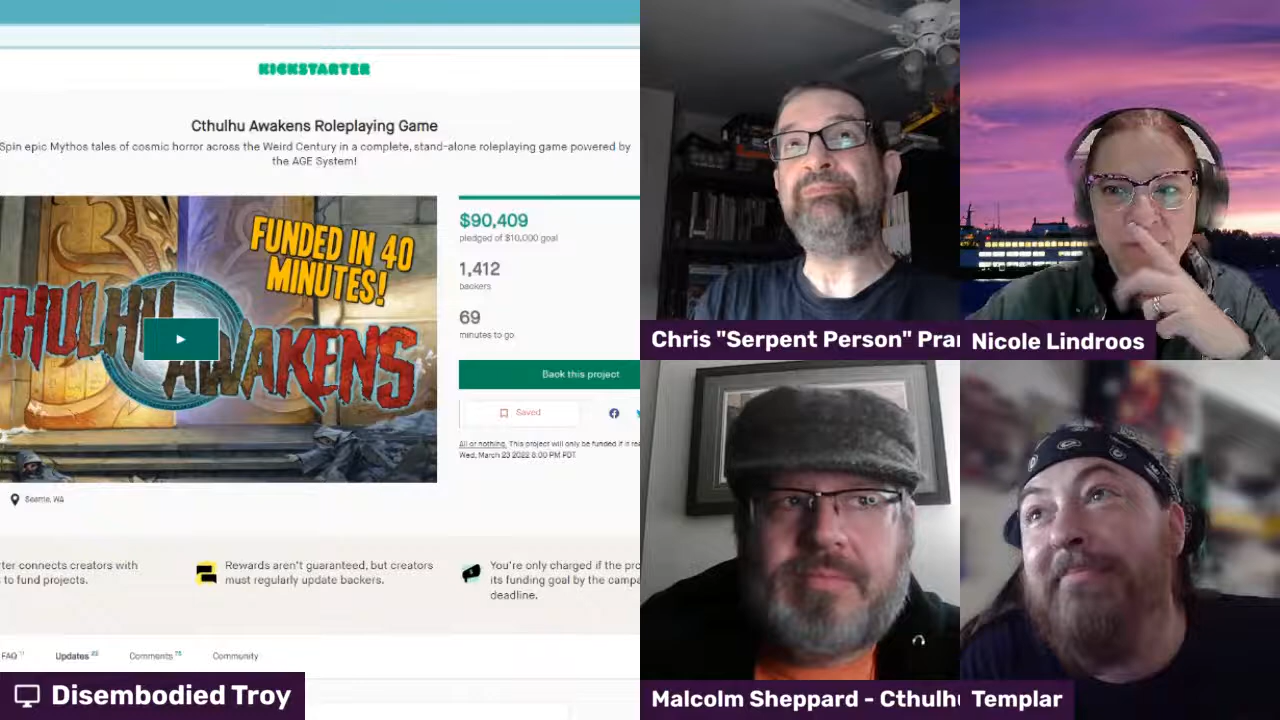 KICKSTARTER
Cthulhu Awakens Roleplaying Game
Spin epic Mythos tales of cosmic horror across the Weird Century in a complete, stand-alone roleplaying game powered by
the AGE System!
FUNDED IN 40
MINUTES!
THULHU
AWAKENS
$90,409
pledged of $10,000 goal
1,412
backers
69
minutes to go
Back this project
Saved
All or nothing. This project will only be funded if it rea
Wed, March 23 2022 8:00 PM PDT.
Seattle, WA
ter connects creators with
to fund projects.
Rewards aren't guaranteed, but creators
must regularly update backers.
You're only charged if the pro
its funding goal by the campa
deadline.
FAQ 11
Updates 22
Comments 75
Community
Disembodied Troy
Chris "Serpent Person" Pra
Nicole Lindroos
Malcolm Sheppard - Cthulh
Templar